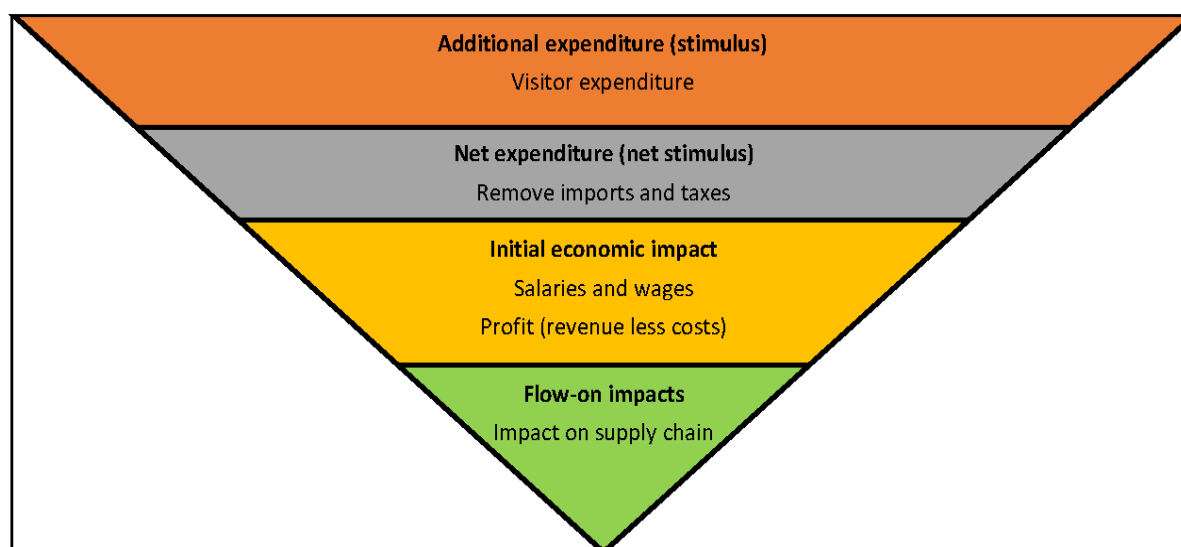 Additional expenditure (stimulus)
Visitor expenditure
Net expenditure (net stimulus)
Remove imports and taxes
Initial economic impact
Salaries and wages
Profit (revenue less costs)
Flow-on impacts
Impact on supply chain